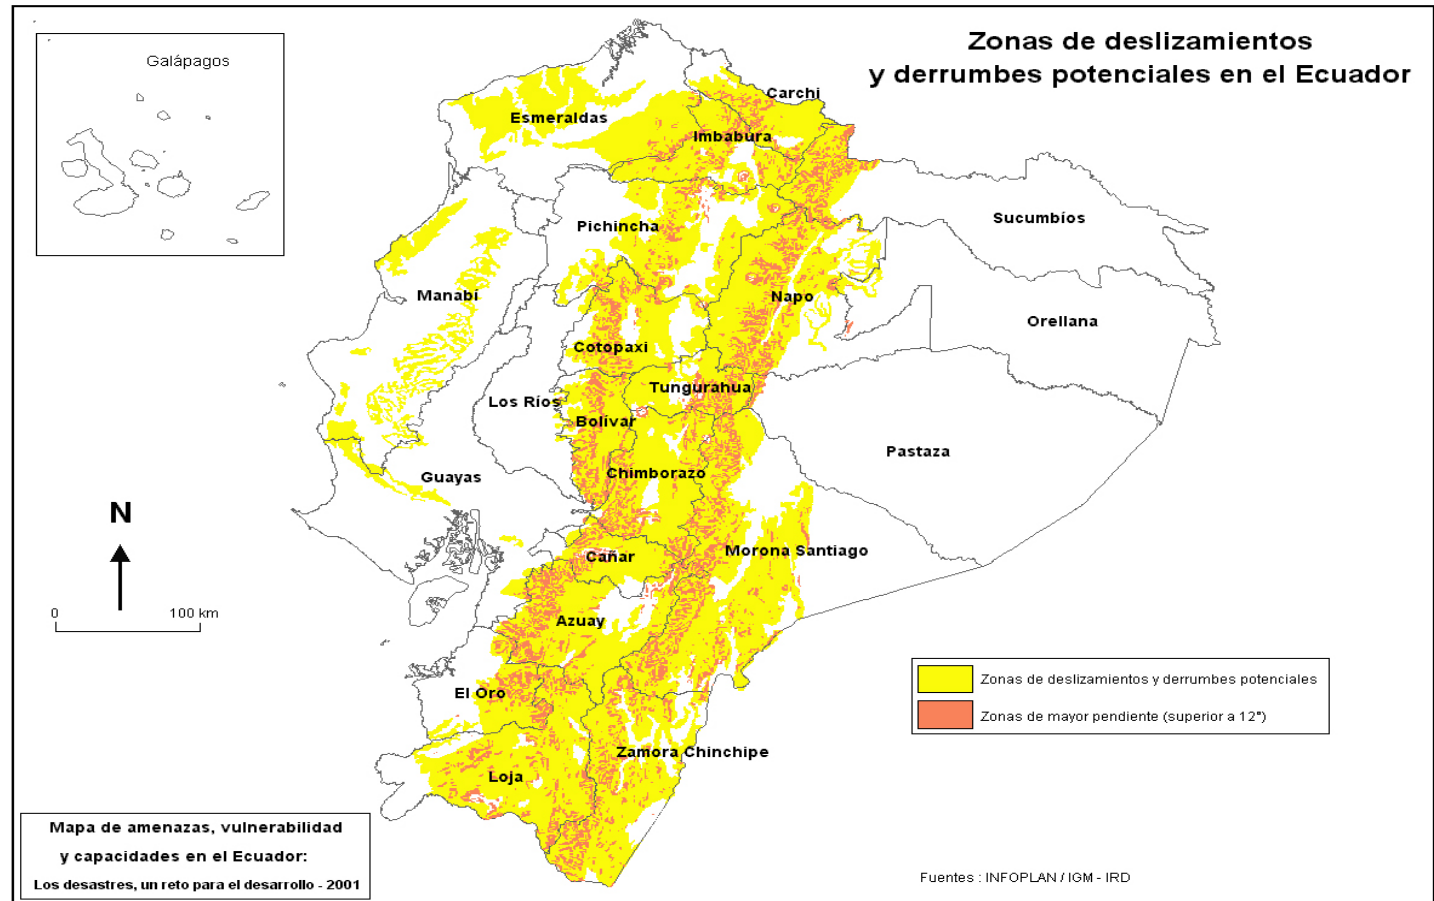 Zonas de deslizamientos
y derrumbes potenciales en el Ecuador
Galápagos
Carchi
Esmeraldas
Imbabura
Sucumbíos
Pichincha
Manabí
Napo
Orellana
Cotopaxi
Tungurahua
Los Ríos
Bolívar
Pastaza
Chimborazo
Guayas
N
Morona Santiago
Cañar
0 100 km
Azuay
El Oro
Zonas de deslizamientos y derrumbes potenciales
Zonas de mayor pendiente (superior a 12°)
Zamora Chinchipe
Loja
Mapa de amenazas, vulnerabilidad
y capacidades en el Ecuador:
Los desastres, un reto para el desarrollo - 2001
Fuentes : INFOPLAN / IGM - IRD